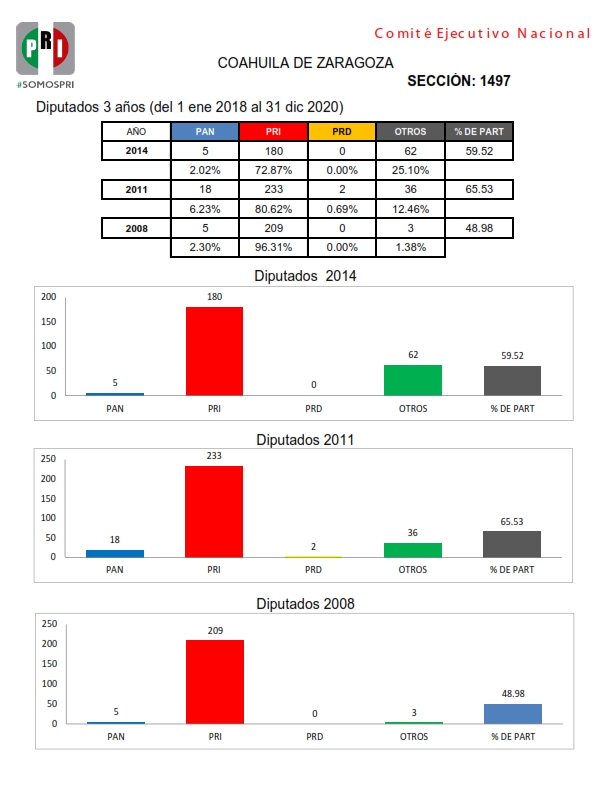 PRI
#SOMOSPRI
Comité Ejecutivo Nacional
COAHUILA DE ZARAGOZA
SECCIÓN: 1497
Diputados 3 años (del 1 ene 2018 al 31 dic 2020)
AÑO PAN PRI PRD OTROS % DE PART
2014 5 180 0 62 59.52
2.02% 72.87% 0.00% 25.10%
2011 18 233 2 36 65.53
6.23% 80.62% 0.69% 12.46%
2008 5 209 0 3 48.98
2.30% 96.31% 0.00% 1.38%
Diputados 2014
200
150
100
50
0
5 180 0 62 59.52
PAN PRI PRD OTROS % DE PART
Diputados 2011
250
200
150
100
50
0
18 233 2 36 65.53
PAN PRI PRD OTROS % DE PART
Diputados 2008
250
200
150
100
50
0
5 209 0 3 48.98
PAN PRI PRD OTROS % DE PART